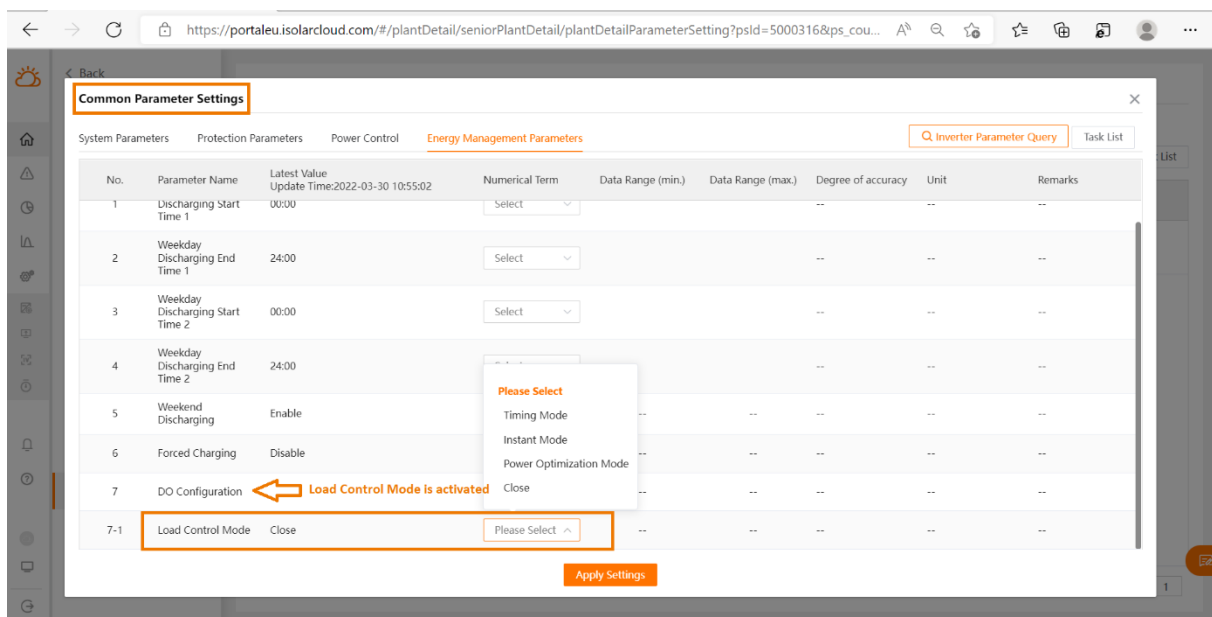 https://portaleu.isolarcloud.com/#/plantDetail/seniorPlantDetail/plantDetailParameterSetting?psId=5000316&ps_cou...
< Back
Common Parameter Settings
System Parameters Protection Parameters Power Control Energy Management Parameters Inverter Parameter Query Task List
List
No. Parameter Name Latest Value Update Time:2022-03-30 10:55:02 Numerical Term Data Range (min.) Data Range (max.) Degree of accuracy Unit Remarks
1 Discharging Start Time 1 00:00 Select -- -- --
2 Weekday Discharging End Time 1 24:00 Select -- -- --
3 Weekday Discharging Start Time 2 00:00 Select -- -- --
4 Weekday Discharging End Time 2 24:00 -- -- --
Please Select
Timing Mode
Instant Mode
Power Optimization Mode
Close
5 Weekend Discharging Enable -- -- -- -- --
6 Forced Charging Disable -- -- -- -- --
7 DO Configuration Load Control Mode is activated -- -- -- -- --
7-1 Load Control Mode Close Please Select -- -- -- -- --
Apply Settings
1